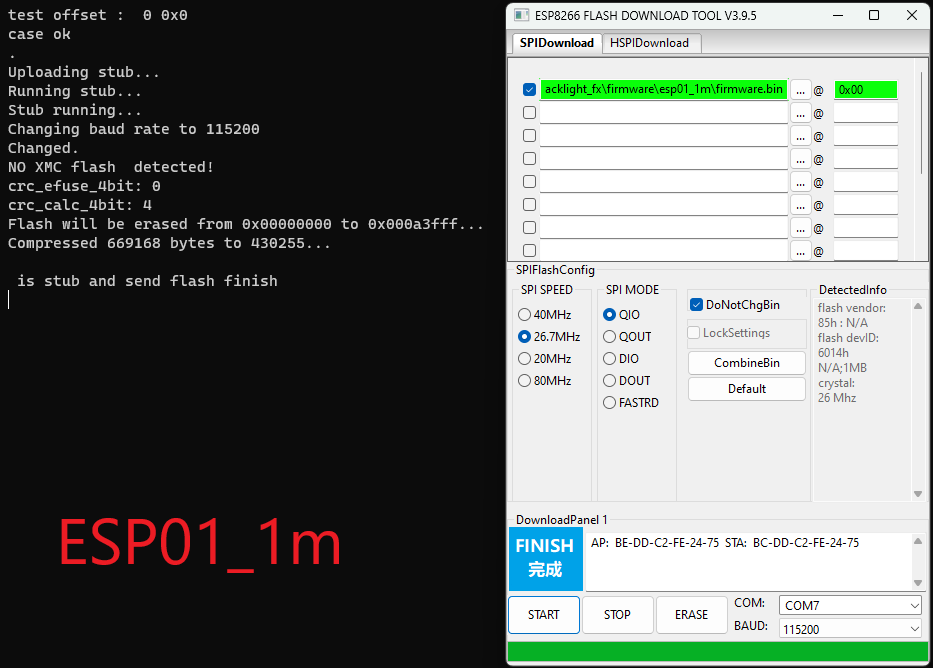 test offset :  0 0x0
case ok
.
Uploading stub...
Running stub...
Stub running...
Changing baud rate to 115200
Changed.
NO XMC flash  detected!
crc_efuse_4bit: 0
crc_calc_4bit: 4
Flash will be erased from 0x00000000 to 0x000a3fff...
Compressed 669168 bytes to 430255...
is stub and send flash finish
ESP01_1m
ESP8266 FLASH DOWNLOAD TOOL V3.9.5
SPIDownload HSPIDownload
acklight_fx\firmware\esp01_1m\firmware.bin ... @ 0x00
... @
... @
... @
... @
... @
... @
... @
SPIFlashConfig
SPI SPEED
40MHz
26.7MHz
20MHz
80MHz
SPI MODE
QIO
QOUT
DIO
DOUT
FASTRD
DoNotChgBin
LockSettings
CombineBin
Default
DetectedInfo
flash vendor:
85h : N/A
flash devID:
6014h
N/A;1MB
crystal:
26 Mhz
DownloadPanel 1
FINISH
完成
AP:  BE-DD-C2-FE-24-75  STA:  BC-DD-C2-FE-24-75
START STOP ERASE
COM: COM7
BAUD: 115200